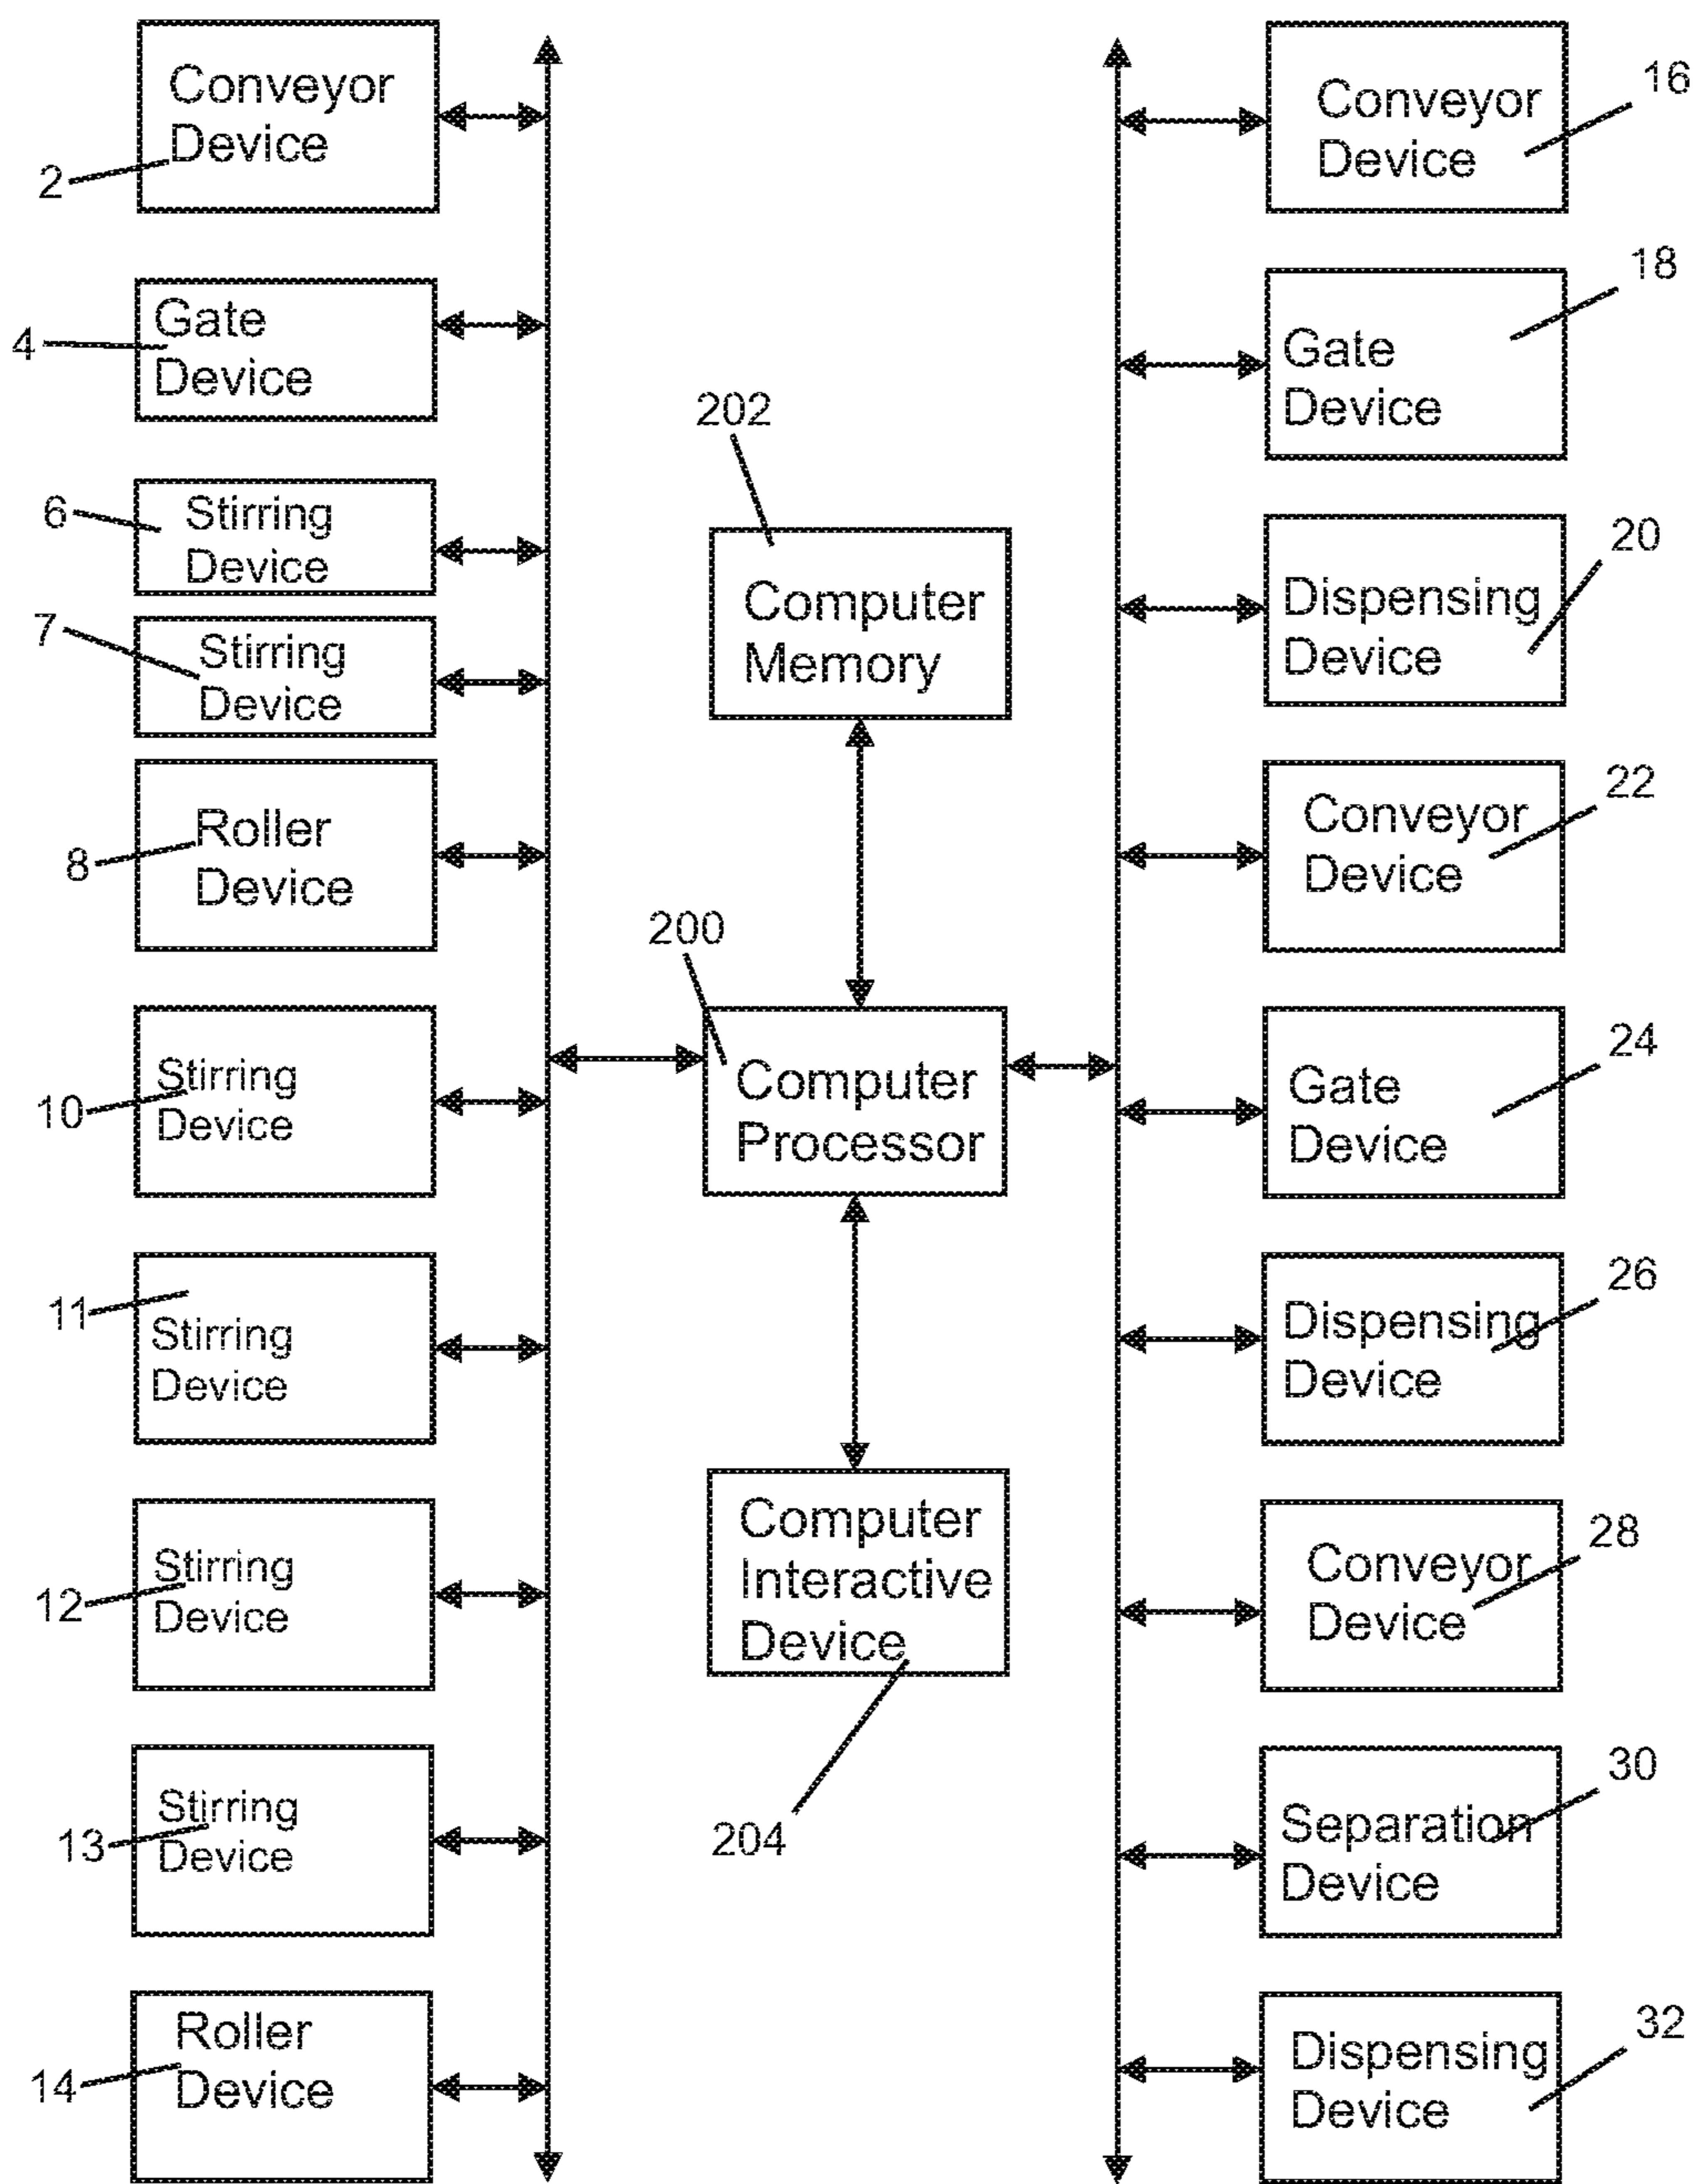 Conveyor
Device
2
Gate
Device
4
Stirring
Device
6
Stirring
Device
7
Roller
Device
8
Stirring
Device
10
Stirring
Device
11
Stirring
Device
12
Stirring
Device
13
Roller
Device
14
202
Computer
Memory
200
Computer
Processor
Computer
Interactive
Device
204
Conveyor
Device
16
Gate
Device
18
Dispensing
Device
20
Conveyor
Device
22
Gate
Device
24
Dispensing
Device
26
Conveyor
Device
28
Separation
Device
30
Dispensing
Device
32